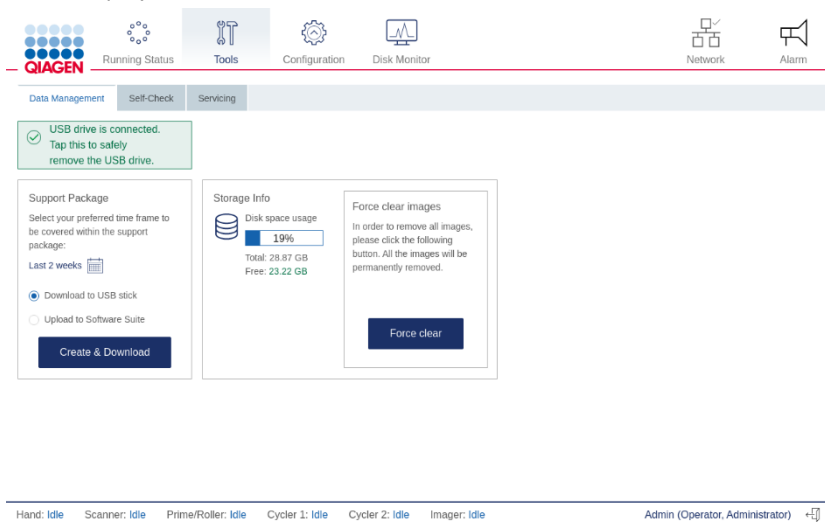 QIAGEN
Running Status
Tools
Configuration
Disk Monitor
Network
Alarm
Data Management
Self-Check
Servicing
USB drive is connected.
Tap this to safely
remove the USB drive.
Support Package
Select your preferred time frame to
be covered within the support
package:
Last 2 weeks
Download to USB stick
Upload to Software Suite
Create & Download
Storage Info
Disk space usage
19%
Total: 28.87 GB
Free: 23.22 GB
Force clear images
In order to remove all images,
please click the following
button. All the images will be
permanently removed.
Force clear
Hand: Idle
Scanner: Idle
Prime/Roller: Idle
Cycler 1: Idle
Cycler 2: Idle
Imager: Idle
Admin (Operator, Administrator)